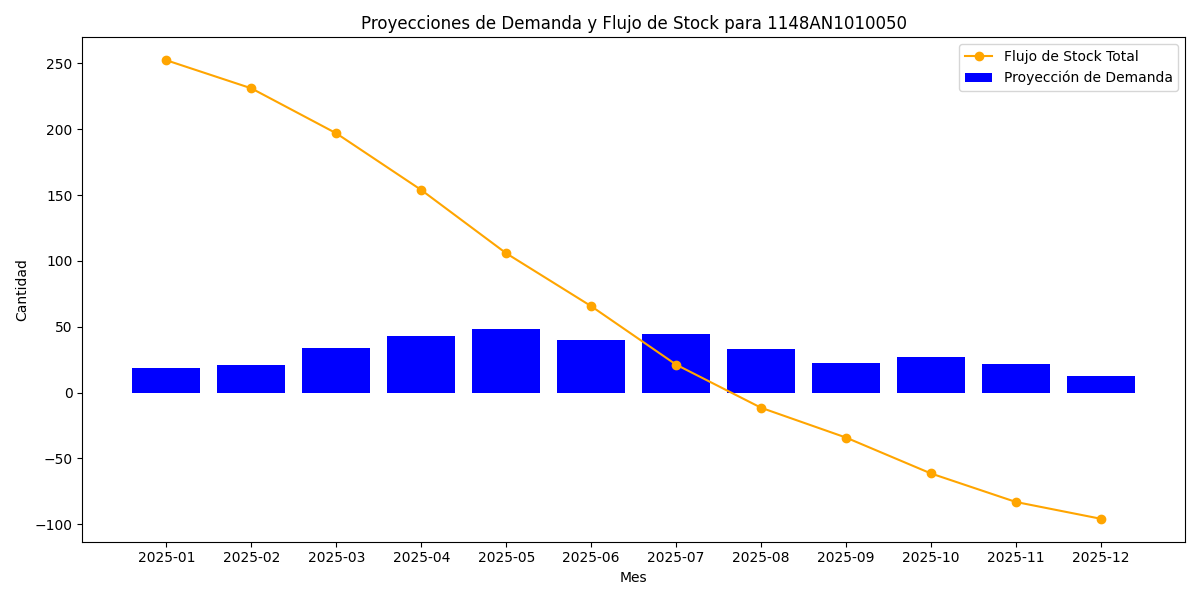 Proyecciones de Demanda y Flujo de Stock para 1148AN1010050
Flujo de Stock Total
Proyección de Demanda
Cantidad
250
200
150
100
50
0
−50
−100
2025-01 2025-02 2025-03 2025-04 2025-05 2025-06 2025-07 2025-08 2025-09 2025-10 2025-11 2025-12
Mes